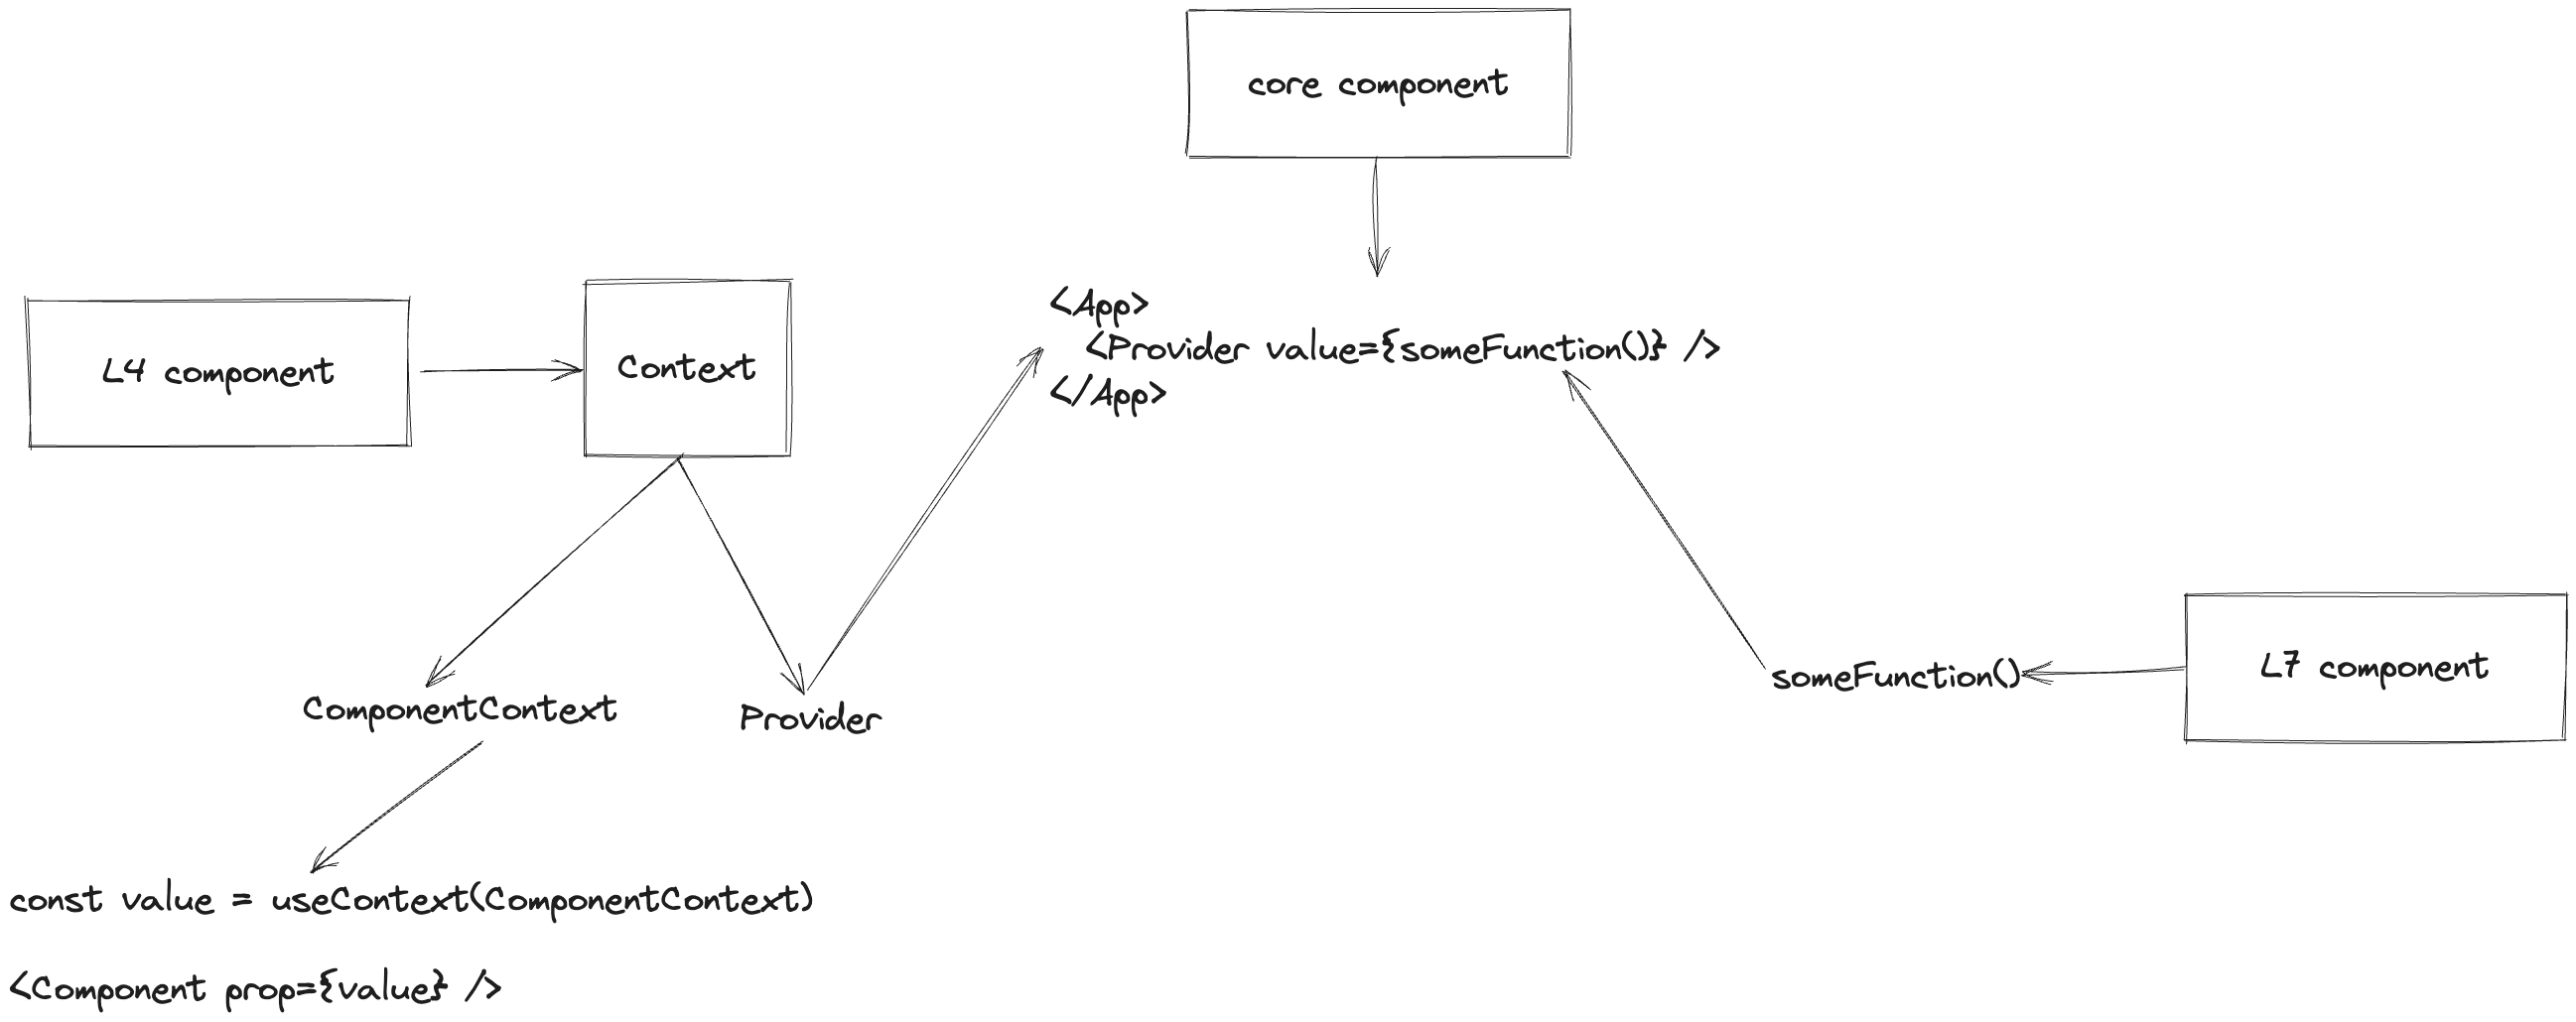 core component
<App>
<Provider value={someFunction()} />
</App>
L4 component
Context
someFunction()
L7 component
ComponentContext
Provider
const value = useContext(ComponentContext)
<Component prop={value} />